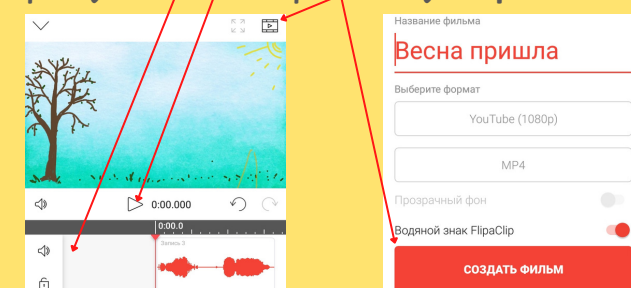 Название фильма
Весна пришла
Выберите формат
YouTube (1080p)
MP4
Прозрачный фон
Водяной знак FlipaClip
СОЗДАТЬ ФИЛЬМ
0:00.000
0:00.0
Запись 3